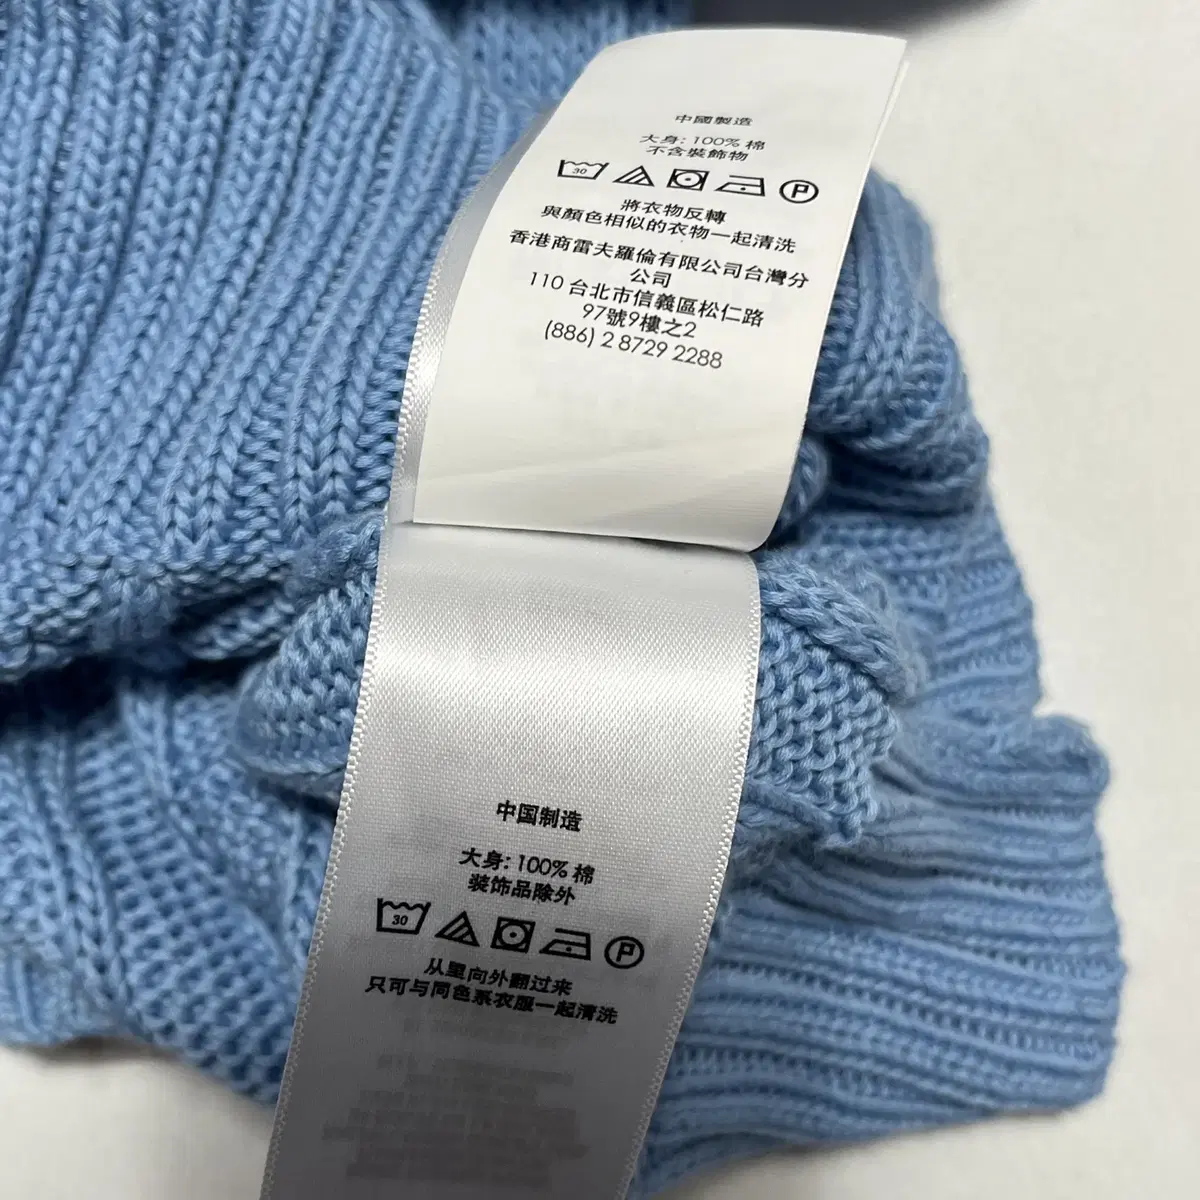 中國製造
大身: 100% 棉
不含裝飾物
30
P
將衣物反轉
與顏色相似的衣物一起清洗
香港商雷夫羅倫有限公司台灣分
公司
110 台北市信義區松仁路
97號9樓之2
(886) 2 8729 2288
中国制造
大身: 100% 棉
装饰品除外
30
P
从里向外翻过来
只可与同色系衣服一起清洗